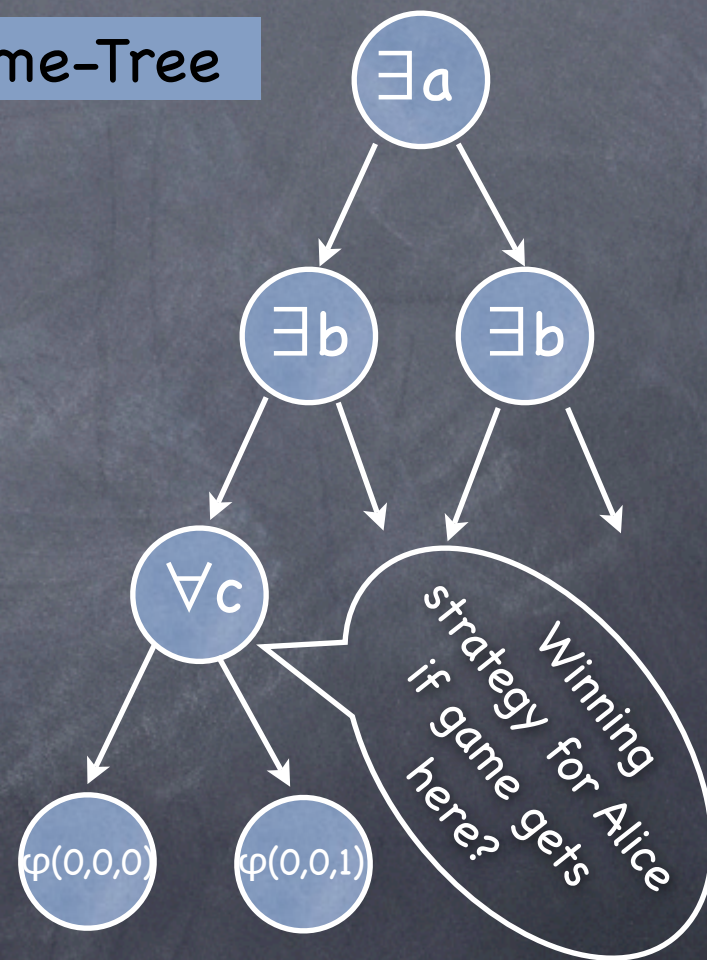 me-Tree
∃a
∃b
∃b
∀c
Winning
strategy for Alice
if game gets
here?
φ(0,0,0)
φ(0,0,1)